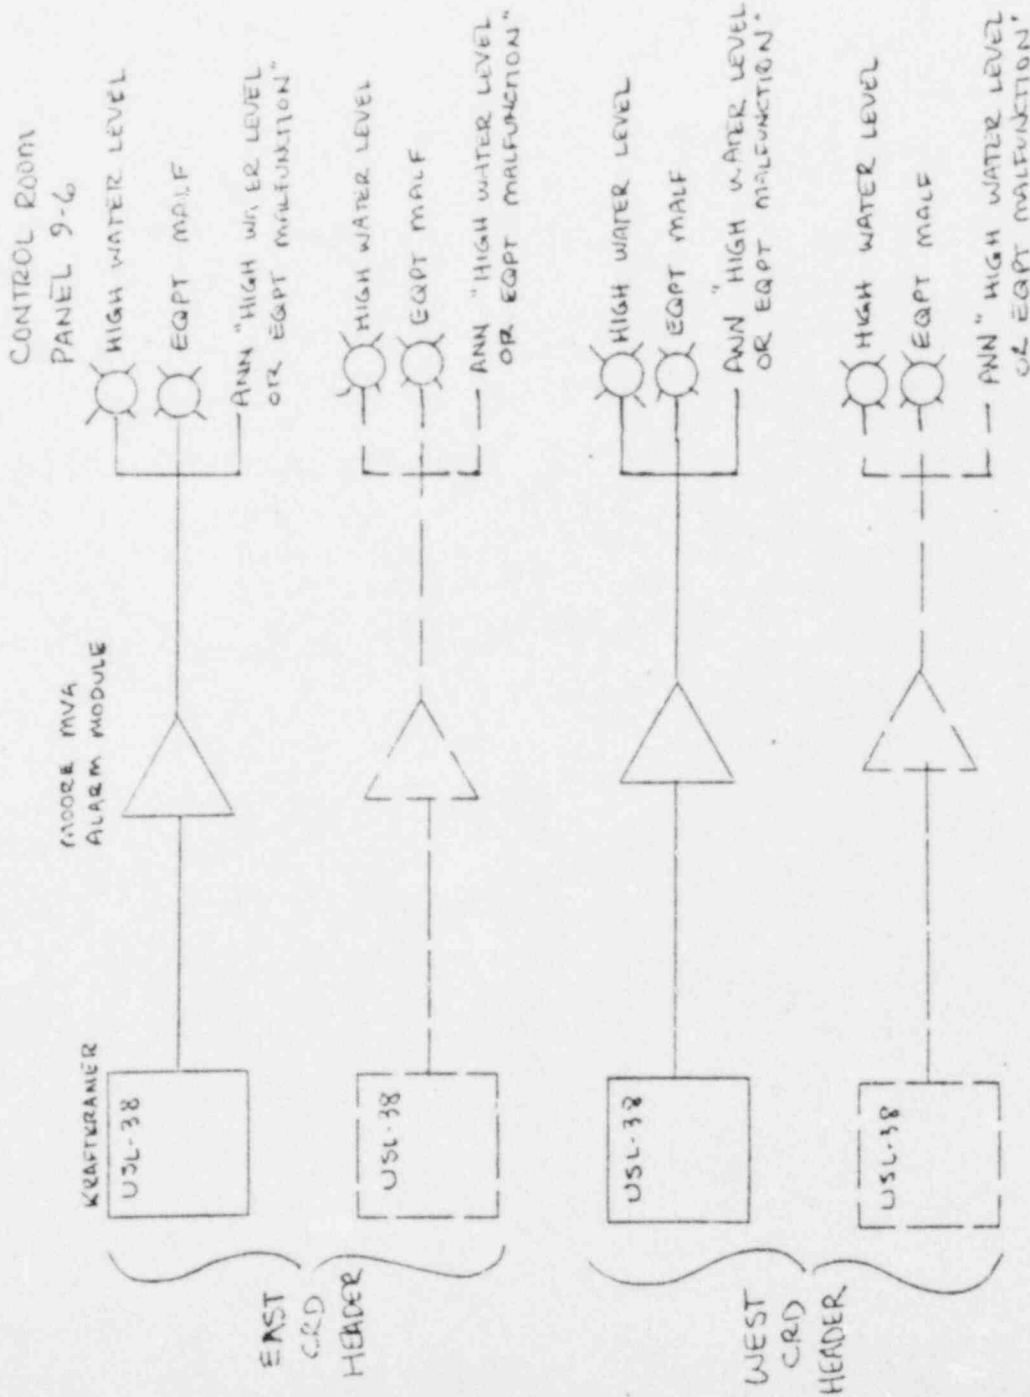 CONTROL ROOM
PANEL 9-6
MOORE MVA
ALARM MODULE
KRAFTKRAMER
EAST
CRD
HEADER
USL-38
HIGH WATER LEVEL
EQPT MALF
ANN "HIGH WATER LEVEL
OR EQPT MALFUNCTION"
USL-38
HIGH WATER LEVEL
EQPT MALF
ANN "HIGH WATER LEVEL
OR EQPT MALFUNCTION"
WEST
CRD
HEADER
USL-38
HIGH WATER LEVEL
EQPT MALF
ANN "HIGH WATER LEVEL
OR EQPT MALFUNCTION"
USL-38
HIGH WATER LEVEL
EQPT MALF
ANN "HIGH WATER LEVEL
OR EQPT MALFUNCTION"